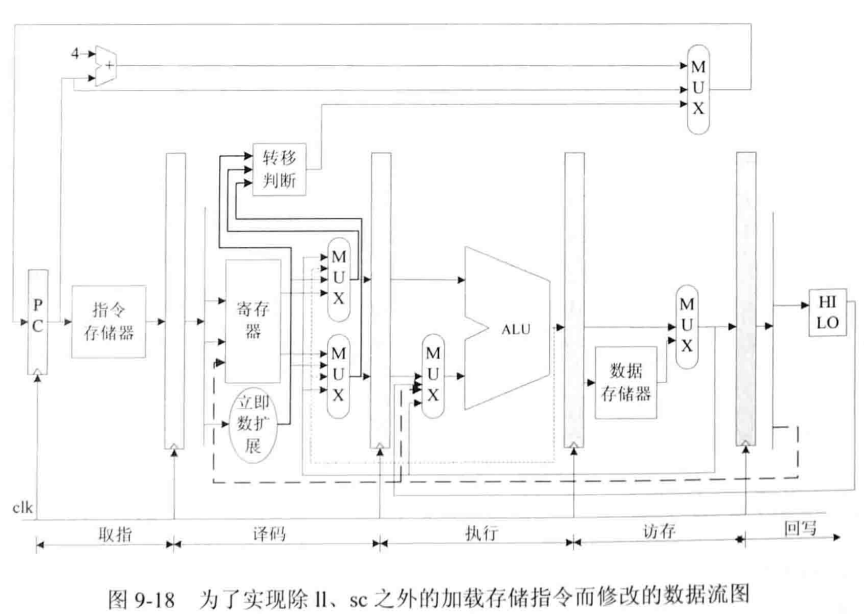 4
+
M
U
X
转移
判断
P
C
指令
存储器
寄存
器
立即
数扩
展
M
U
X
M
U
X
M
U
X
ALU
数据
存储器
M
U
X
HI
LO
clk
取指
译码
执行
访存
回写
图 9-18 为了实现除 ll、sc 之外的加载存储指令而修改的数据流图